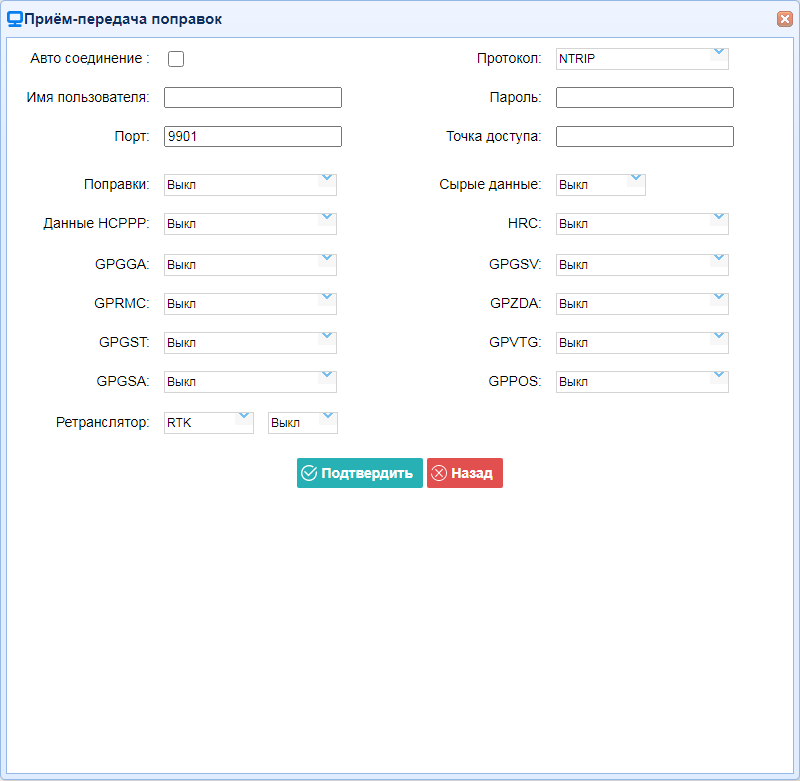 Приём-передача поправок
Авто соединение : Протокол: NTRIP
Имя пользователя: Пароль:
Порт: 9901 Точка доступа:
Поправки: Выкл Сырые данные: Выкл
Данные HCPPP: Выкл HRC: Выкл
GPGGA: Выкл GPGSV: Выкл
GPRMC: Выкл GPZDA: Выкл
GPGST: Выкл GPVTG: Выкл
GPGSA: Выкл GPPOS: Выкл
Ретранслятор: RTK Выкл
Подтвердить Назад